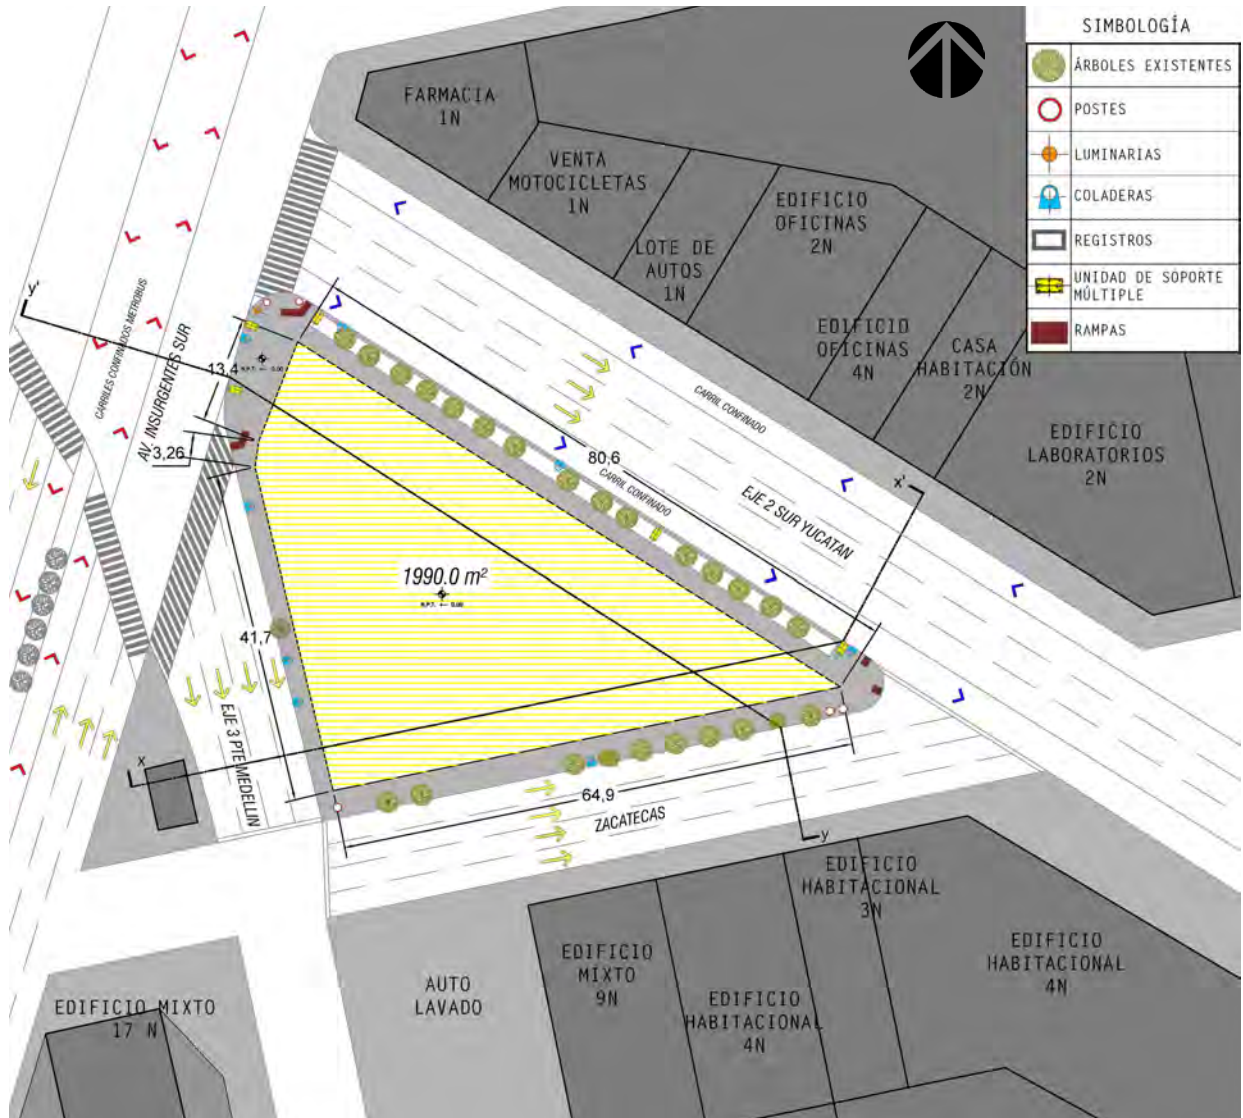 SIMBOLOGÍA
ÁRBOLES EXISTENTES
POSTES
LUMINARIAS
COLADERAS
REGISTROS
UNIDAD DE SOPORTE
MÚLTIPLE
RAMPAS
FARMACIA
1N
VENTA
MOTOCICLETAS
1N
LOTE DE
AUTOS
1N
EDIFICIO
OFICINAS
2N
EDIFICIO
OFICINAS
4N
CASA
HABITACIÓN
2N
EDIFICIO
LABORATORIOS
2N
y'
CARRILES CONFINADOS METROBUS
AV. INSURGENTES SUR
13,4
N.P.T. +- 0.00
3,26
CARRIL CONFINADO
80,6
CARRIL CONFINADO
EJE 2 SUR YUCATAN
x'
1990.0 m²
N.P.T. +- 0.00
41,7
EJE 3 PTE MEDELLIN
x
64,9
ZACATECAS
y
EDIFICIO
HABITACIONAL
3N
EDIFICIO
HABITACIONAL
4N
EDIFICIO
MIXTO
9N
EDIFICIO
HABITACIONAL
4N
AUTO
LAVADO
EDIFICIO MIXTO
17 N